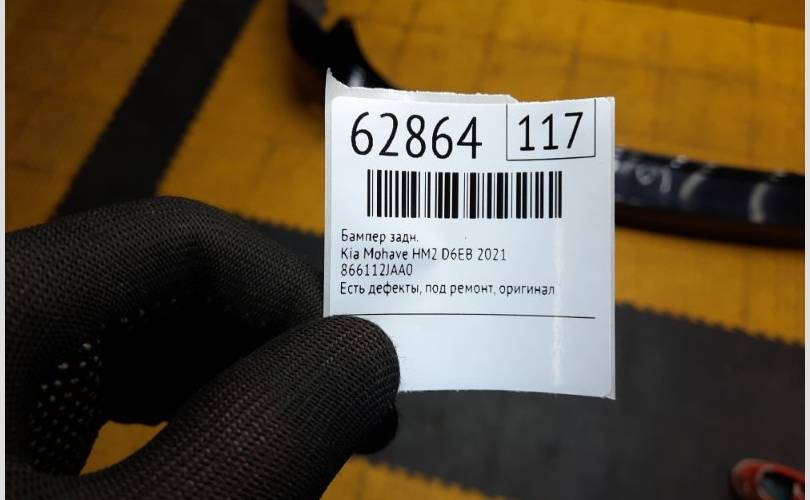 62864 117
Бампер задн.
Kia Mohave HM2 D6EB 2021
866112JAA0
Есть дефекты, под ремонт, оригинал